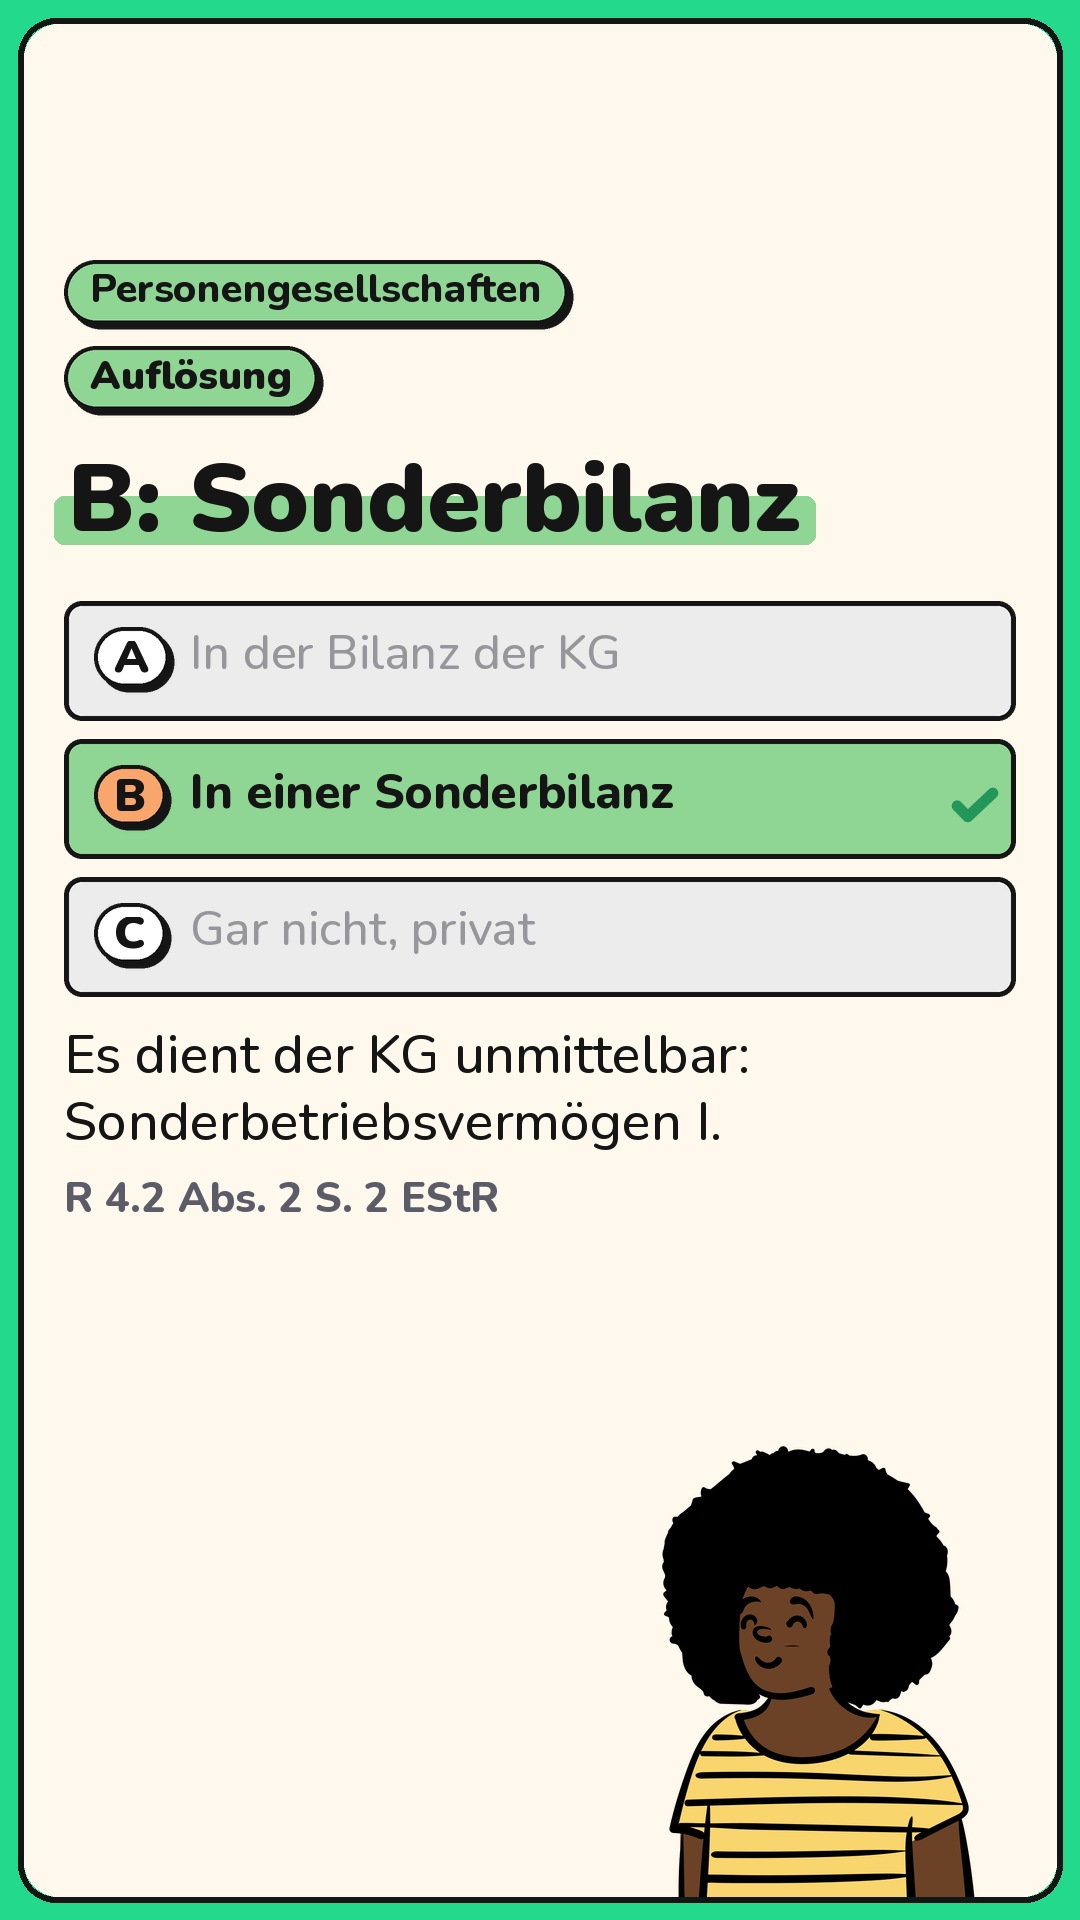 Personengesellschaften
Auflösung
B: Sonderbilanz
A In der Bilanz der KG
B In einer Sonderbilanz
C Gar nicht, privat
Es dient der KG unmittelbar:
Sonderbetriebsvermögen I.
R 4.2 Abs. 2 S. 2 EStR